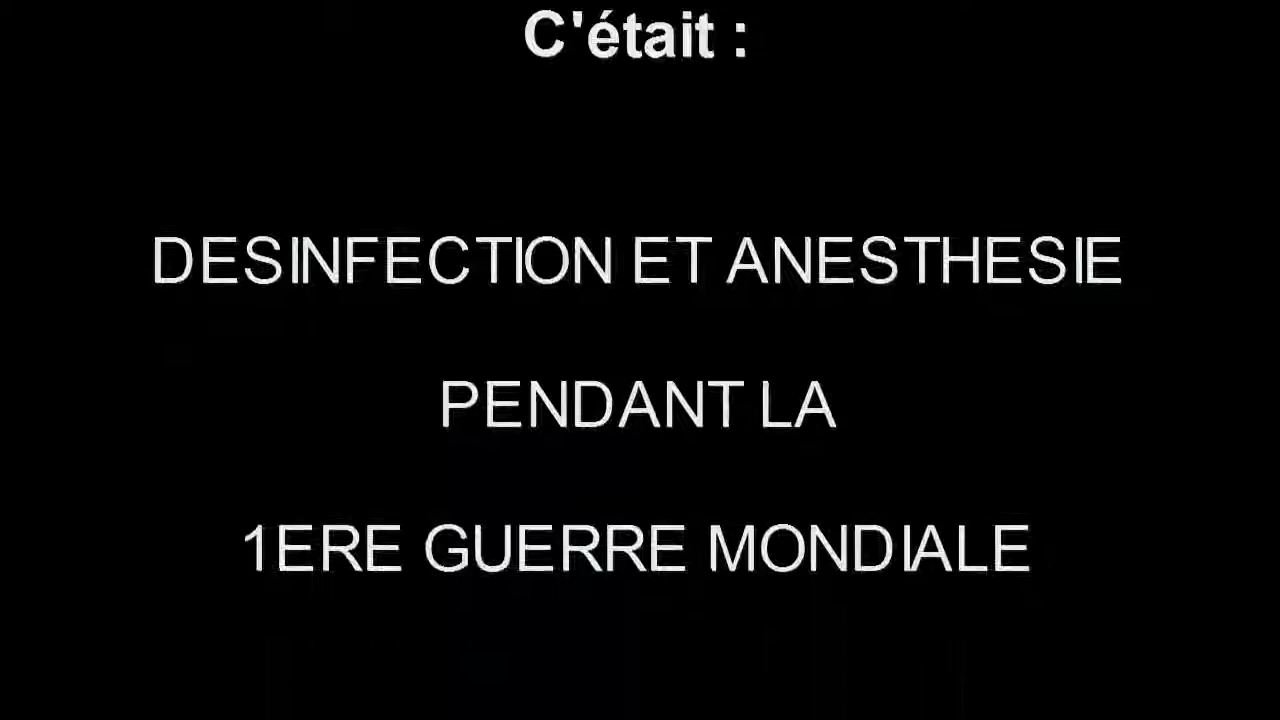 C'était :
DESINFECTION ET ANESTHESIE
PENDANT LA
1ERE GUERRE MONDIALE